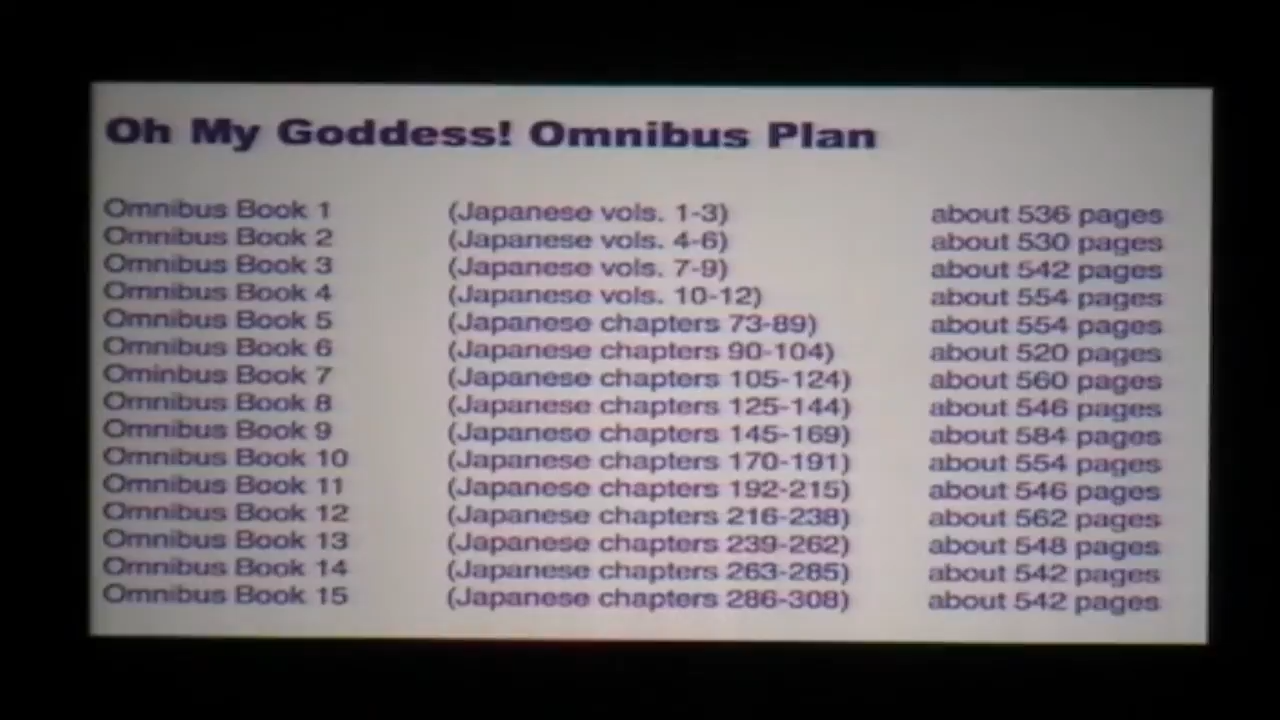 Oh My Goddess! Omnibus Plan
Omnibus Book 1 (Japanese vols. 1-3) about 536 pages
Omnibus Book 2 (Japanese vols. 4-6) about 530 pages
Omnibus Book 3 (Japanese vols. 7-9) about 542 pages
Omnibus Book 4 (Japanese vols. 10-12) about 554 pages
Omnibus Book 5 (Japanese chapters 73-89) about 554 pages
Omnibus Book 6 (Japanese chapters 90-104) about 520 pages
Ominbus Book 7 (Japanese chapters 105-124) about 560 pages
Omnibus Book 8 (Japanese chapters 125-144) about 546 pages
Omnibus Book 9 (Japanese chapters 145-169) about 584 pages
Omnibus Book 10 (Japanese chapters 170-191) about 554 pages
Omnibus Book 11 (Japanese chapters 192-215) about 546 pages
Omnibus Book 12 (Japanese chapters 216-238) about 562 pages
Omnibus Book 13 (Japanese chapters 239-262) about 548 pages
Omnibus Book 14 (Japanese chapters 263-285) about 542 pages
Omnibus Book 15 (Japanese chapters 286-308) about 542 pages